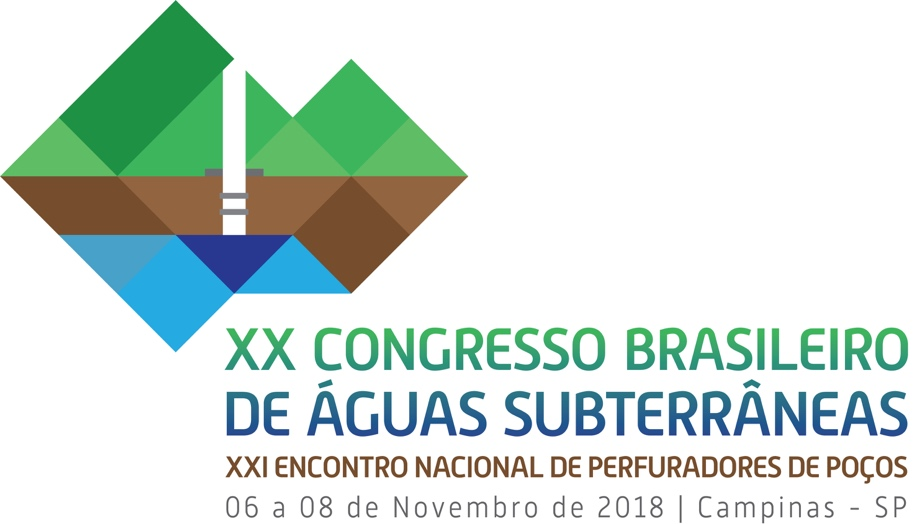 XX CONGRESSO BRASILEIRO
DE ÁGUAS SUBTERRÂNEAS
XXI ENCONTRO NACIONAL DE PERFURADORES DE POÇOS
06 a 08 de Novembro de 2018 | Campinas - SP